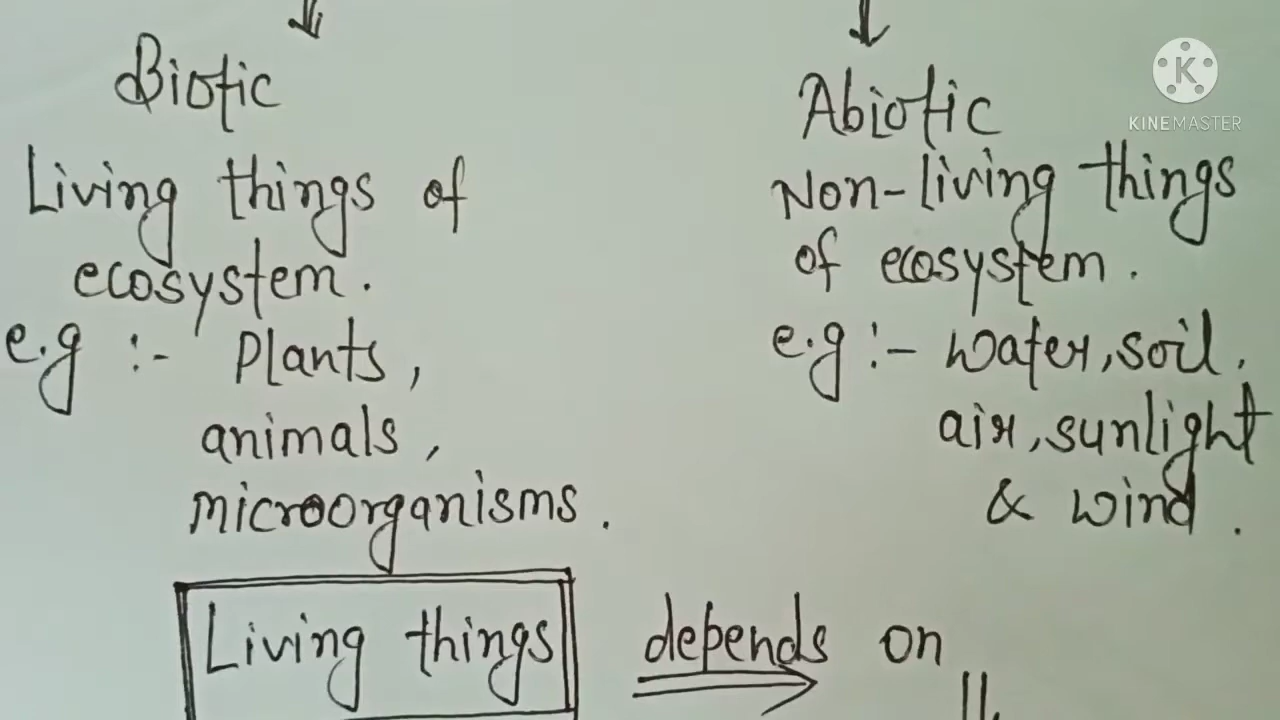 Biotic
Living things of
ecosystem.
e.g :- Plants,
animals,
microorganisms.
Abiotic
Non-living things
of ecosystem.
e.g :- Water, soil,
air, sunlight
& wind.
Living things depends on
K
KINEMASTER